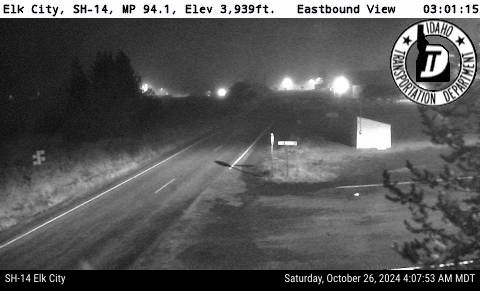 Elk City, SH-14, MP 94.1, Elev 3,939ft. Eastbound View 03:01:15
IDAHO
TRANSPORTATION DEPARTMENT
SH-14 Elk City Saturday, October 26, 2024 4:07:53 AM MDT